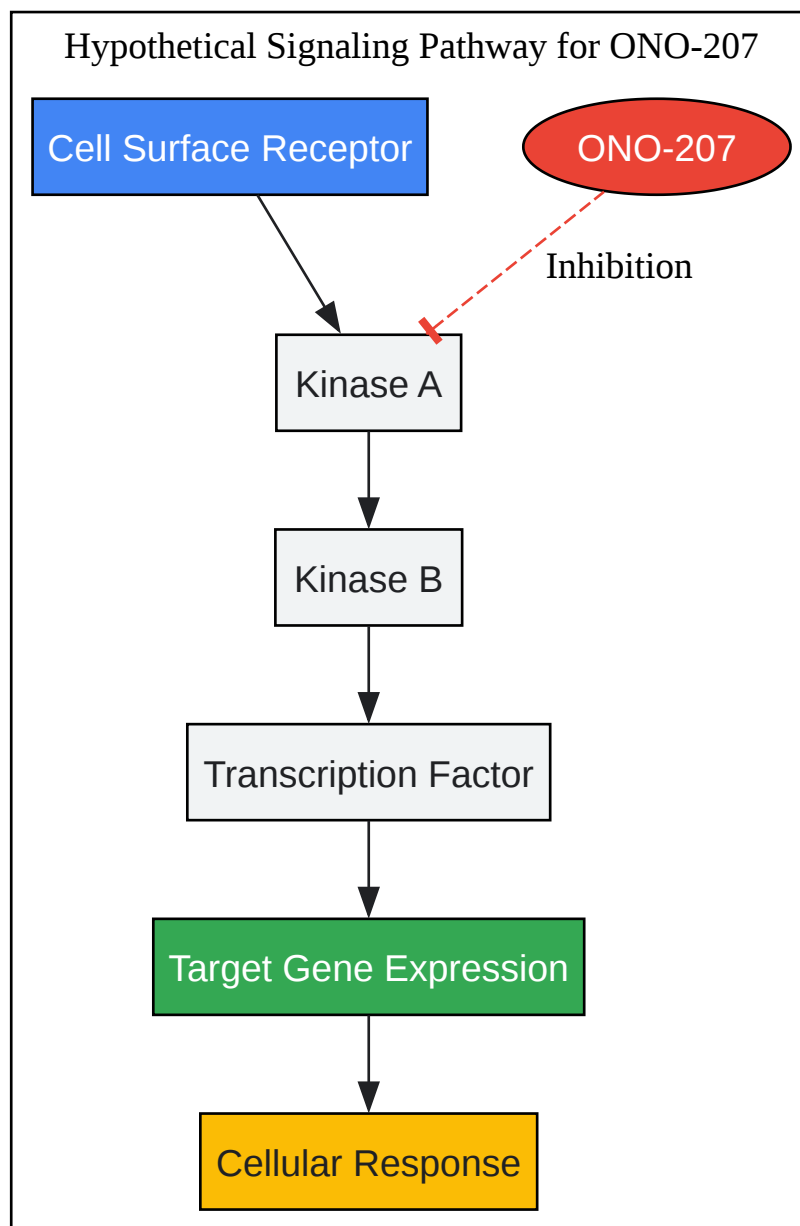 Hypothetical Signaling Pathway for ONO-207
Cell Surface Receptor
ONO-207
Inhibition
Kinase A
Kinase B
Transcription Factor
Target Gene Expression
Cellular Response